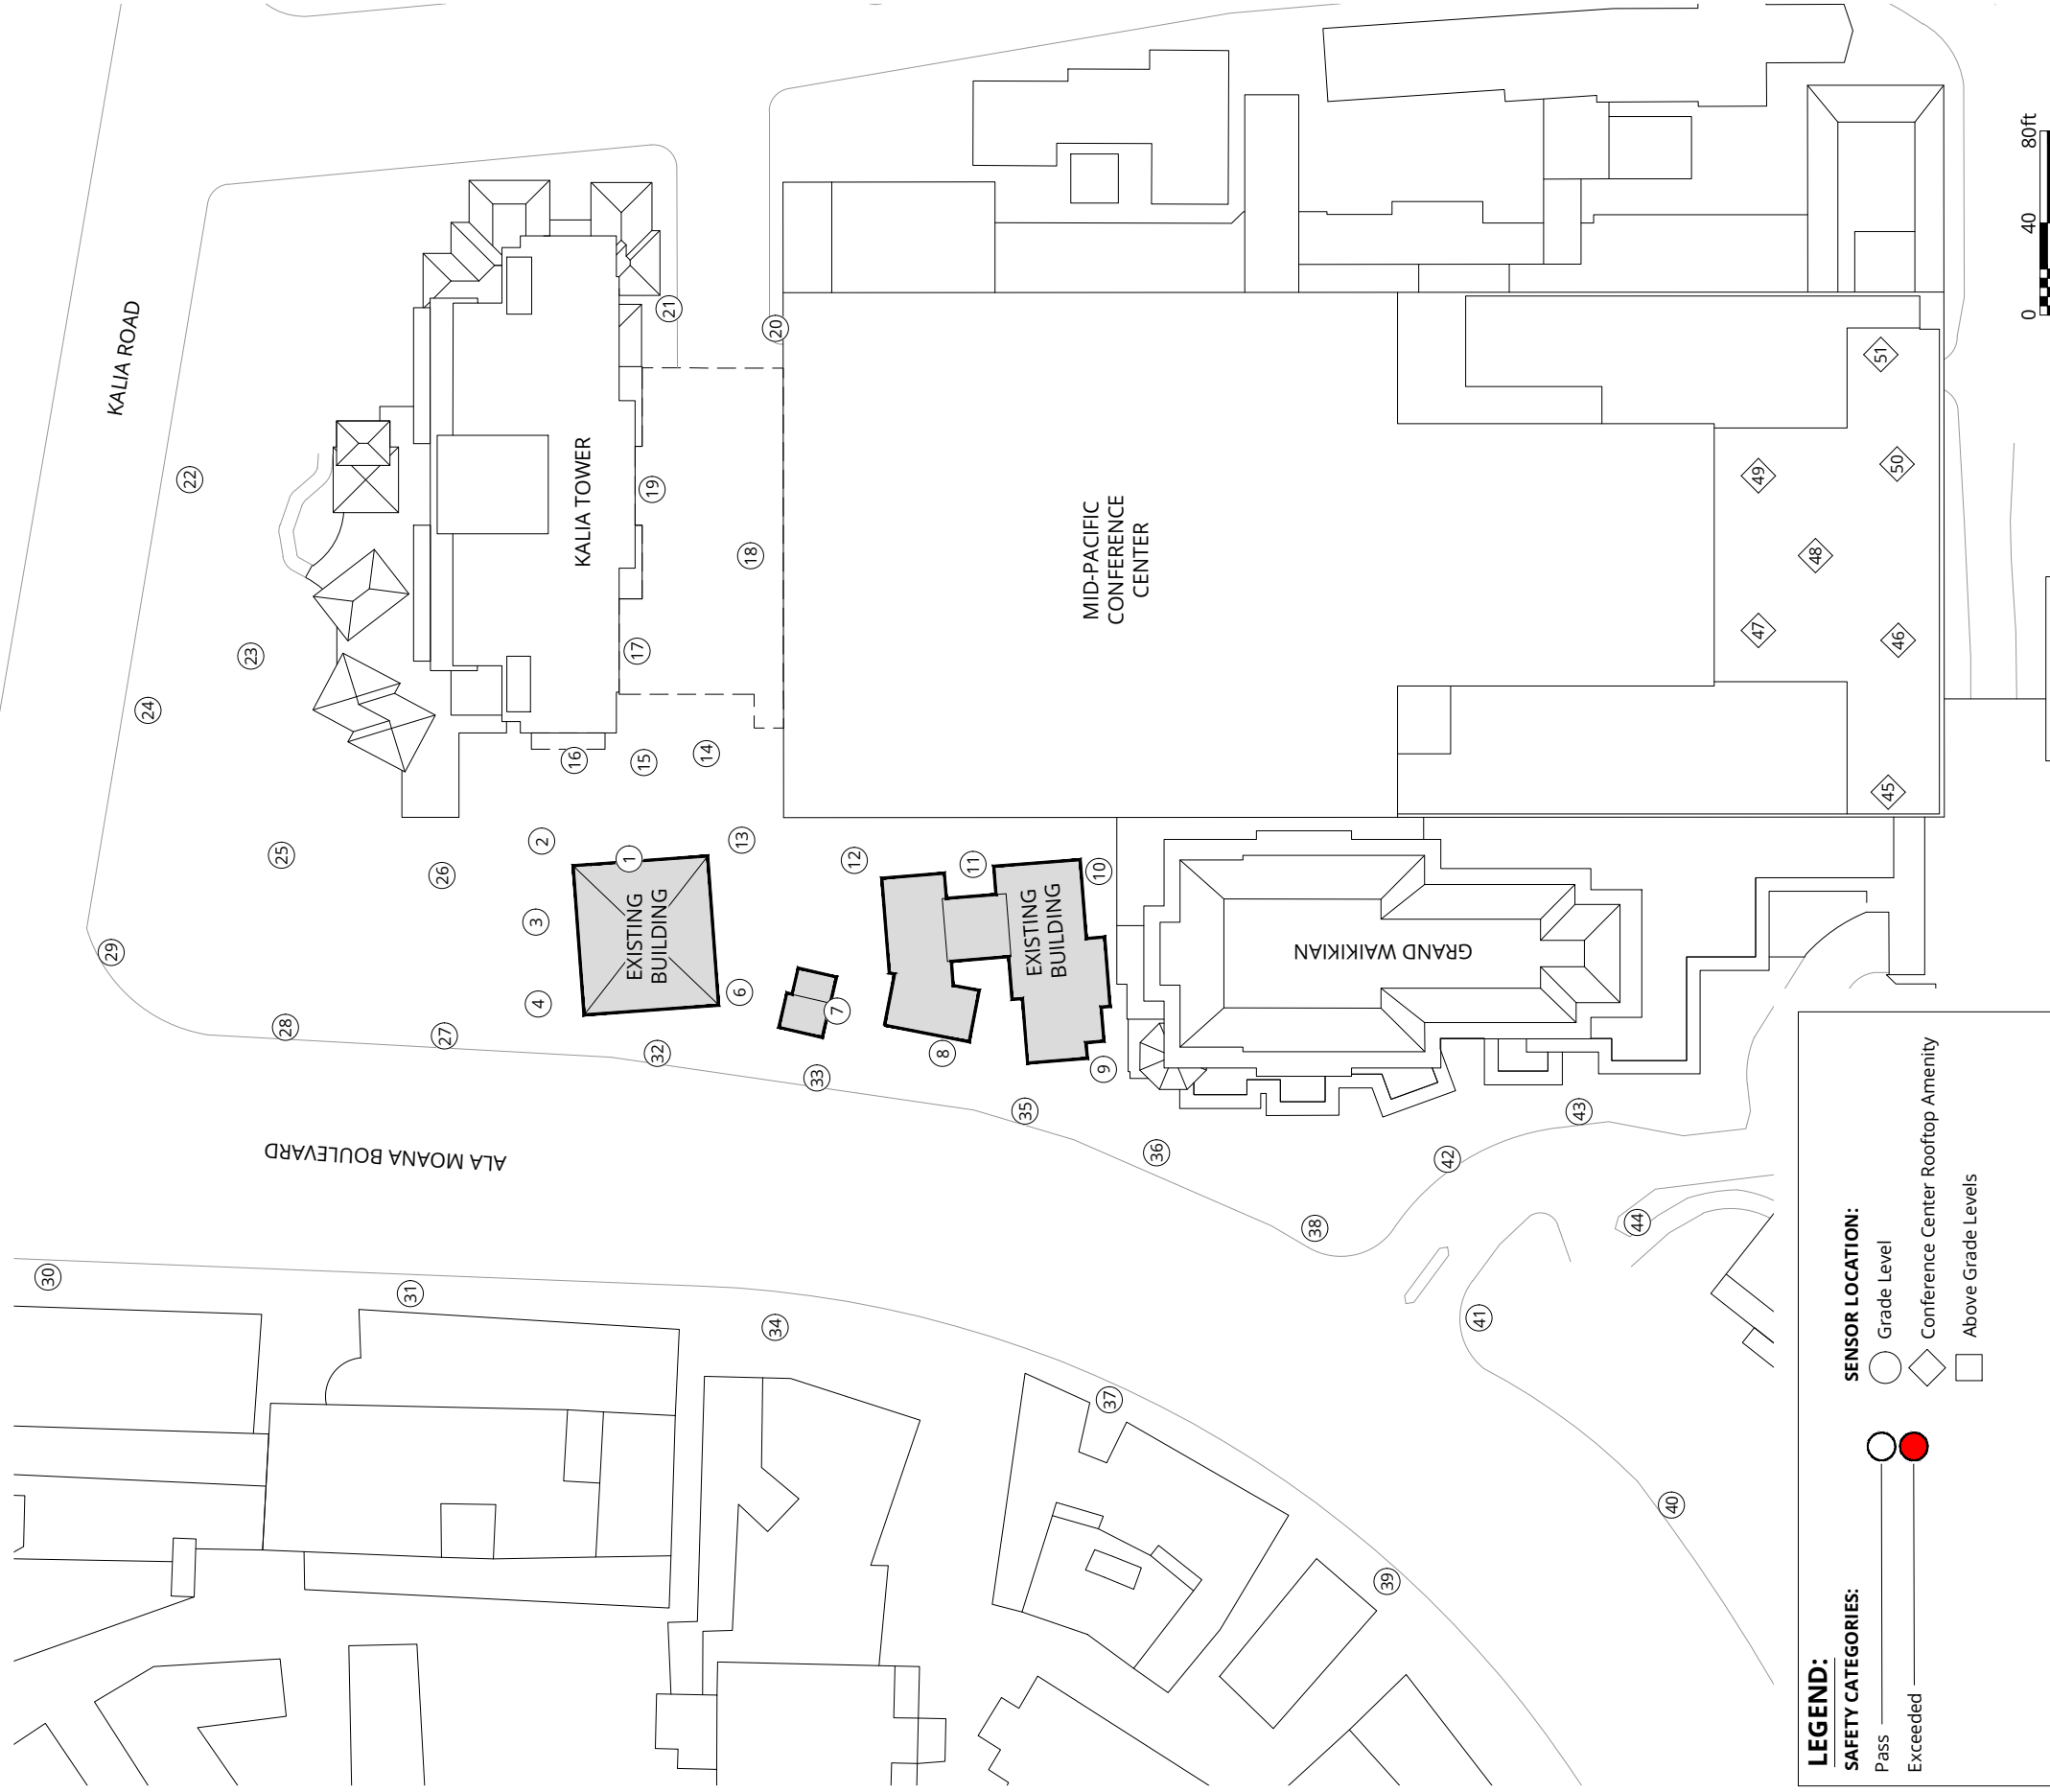 KALIA ROAD
22
24
23
KALIA TOWER
21
20
19
18
17
16
15
14
25
26
2
1
13
3
EXISTING
BUILDING
29
28
27
4
6
7
32
33
12
11
10
EXISTING
BUILDING
8
9
MID-PACIFIC
CONFERENCE
CENTER
GRAND WAIKIKIAN
51
50
49
48
47
46
45
ALA MOANA BOULEVARD
30
31
34
35
36
37
38
39
40
41
42
43
44
0 40 80ft
LEGEND:
SAFETY CATEGORIES:
Pass
Exceeded
SENSOR LOCATION:
Grade Level
Conference Center Rooftop Amenity
Above Grade Levels